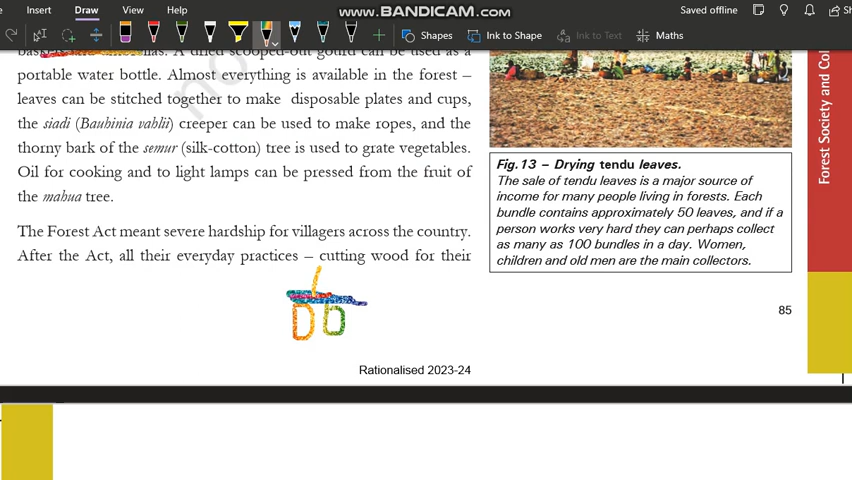 www.BANDICAM.com
Insert Draw View Help Saved offline Sha
Shapes Ink to Shape Ink to Text Maths
portable water bottle. Almost everything is available in the forest –
leaves can be stitched together to make disposable plates and cups,
the siadi (Bauhinia vahlii) creeper can be used to make ropes, and the
thorny bark of the semur (silk-cotton) tree is used to grate vegetables.
Oil for cooking and to light lamps can be pressed from the fruit of
the mahua tree.
The Forest Act meant severe hardship for villagers across the country.
After the Act, all their everyday practices – cutting wood for their
Fig.13 – Drying tendu leaves.
The sale of tendu leaves is a major source of
income for many people living in forests. Each
bundle contains approximately 50 leaves, and if a
person works very hard they can perhaps collect
as many as 100 bundles in a day. Women,
children and old men are the main collectors.
Forest Society and Col
85
Rationalised 2023-24